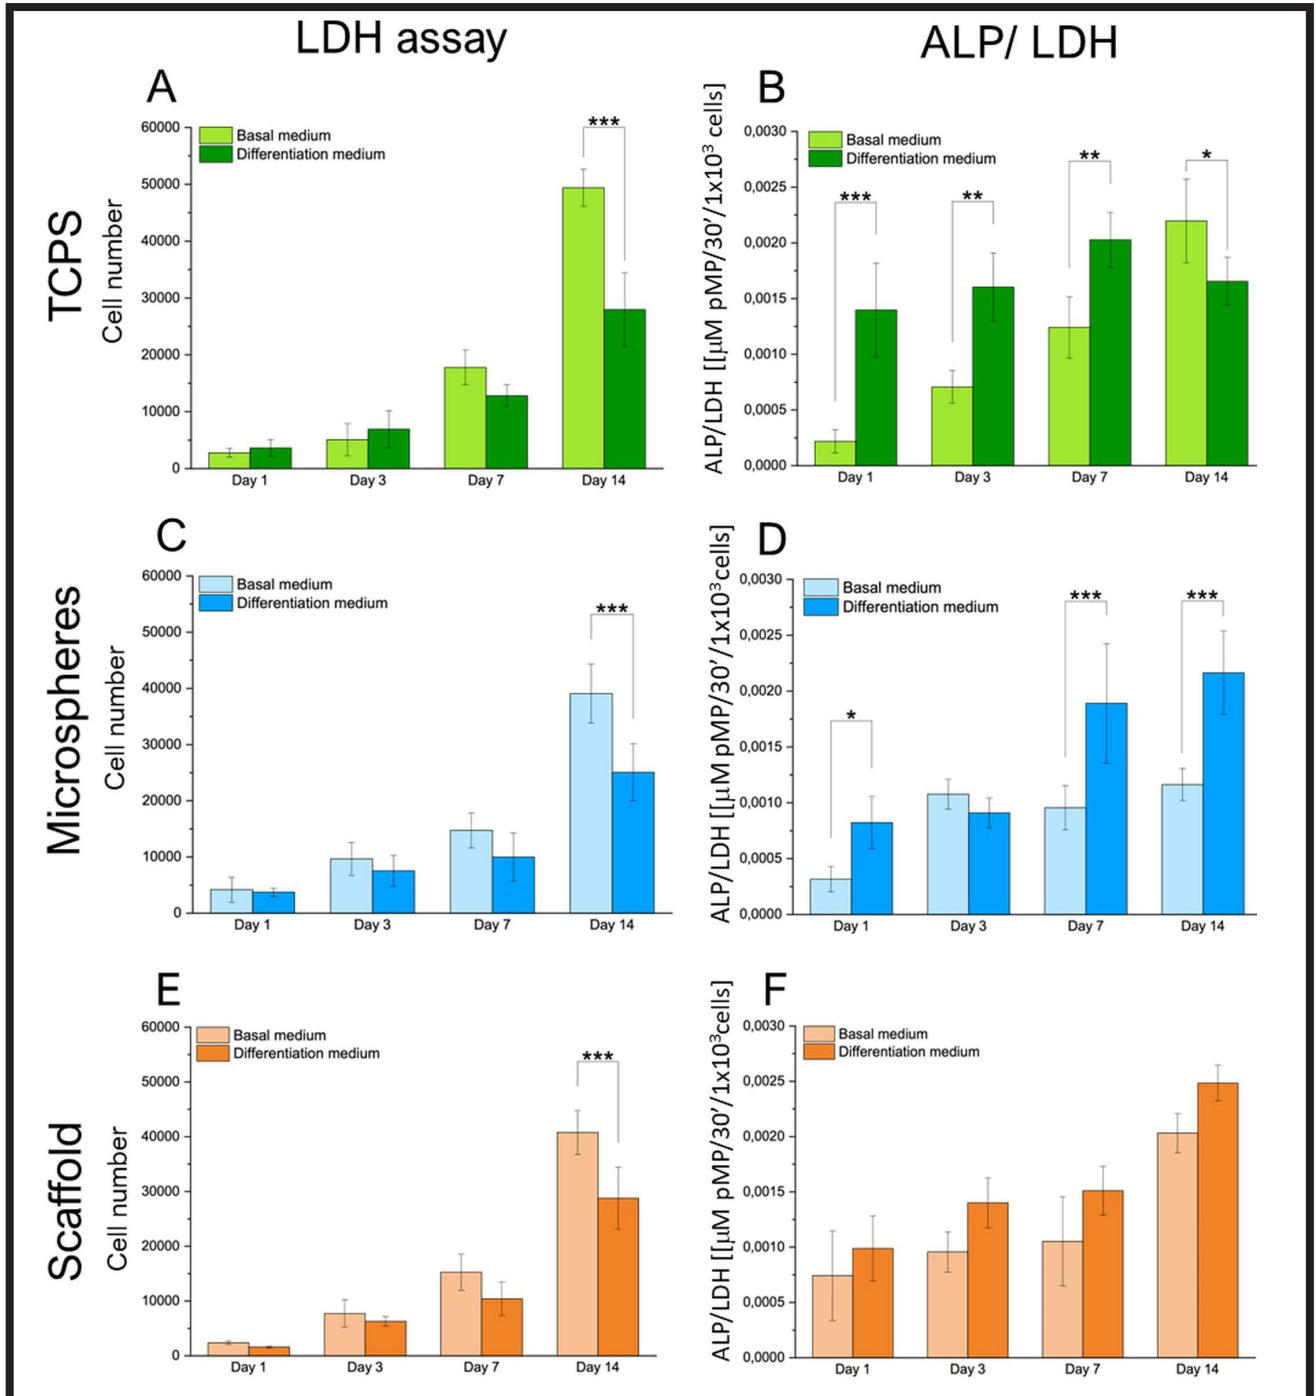 LDH assay
ALP/ LDH
TCPS
A
Cell number
60000
50000
40000
30000
20000
10000
0
Basal medium
Differentiation medium
***
Day 1
Day 3
Day 7
Day 14
B
ALP/LDH [[µM pMP/30’/1x10³ cells]
0,0030
0,0025
0,0020
0,0015
0,0010
0,0005
0,0000
Basal medium
Differentiation medium
***
**
**
*
Day 1
Day 3
Day 7
Day 14
Microspheres
C
Cell number
60000
50000
40000
30000
20000
10000
0
Basal medium
Differentiation medium
***
Day 1
Day 3
Day 7
Day 14
D
ALP/LDH [[µM pMP/30’/1x10³cells]
0,0030
0,0025
0,0020
0,0015
0,0010
0,0005
0,0000
Basal medium
Differentiation medium
*
***
***
Day 1
Day 3
Day 7
Day 14
Scaffold
E
Cell number
60000
50000
40000
30000
20000
10000
0
Basal medium
Differentiation medium
***
Day 1
Day 3
Day 7
Day 14
F
ALP/LDH [[µM pMP/30’/1x10³cells]
0,0030
0,0025
0,0020
0,0015
0,0010
0,0005
0,0000
Basal medium
Differentiation medium
Day 1
Day 3
Day 7
Day 14